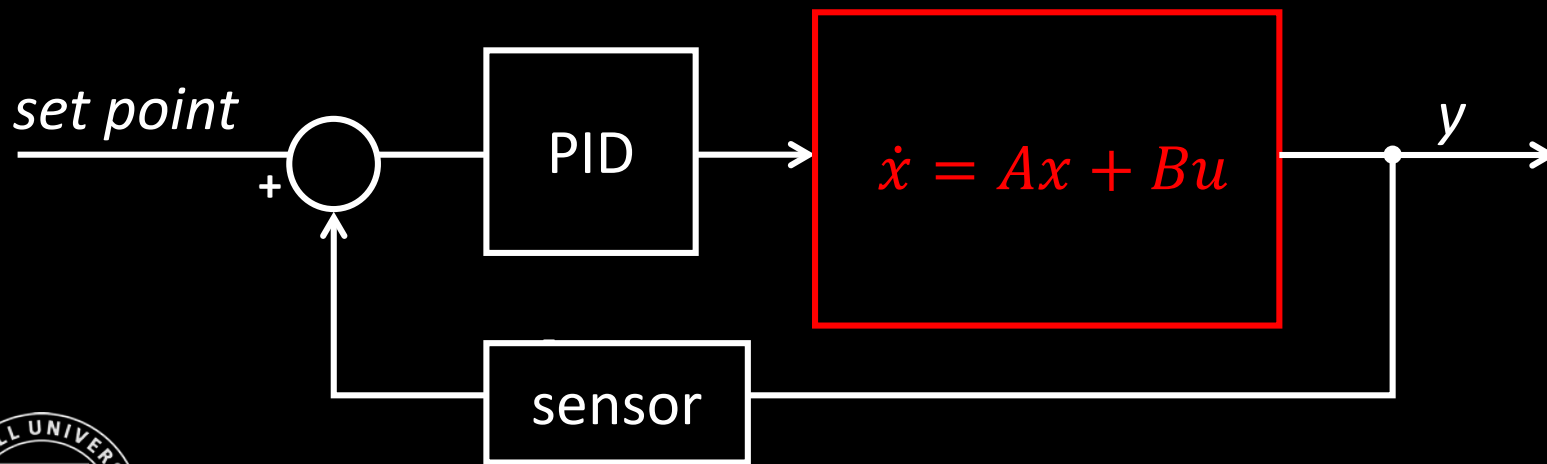 set point
+
PID
ẋ = Ax + Bu
y
sensor